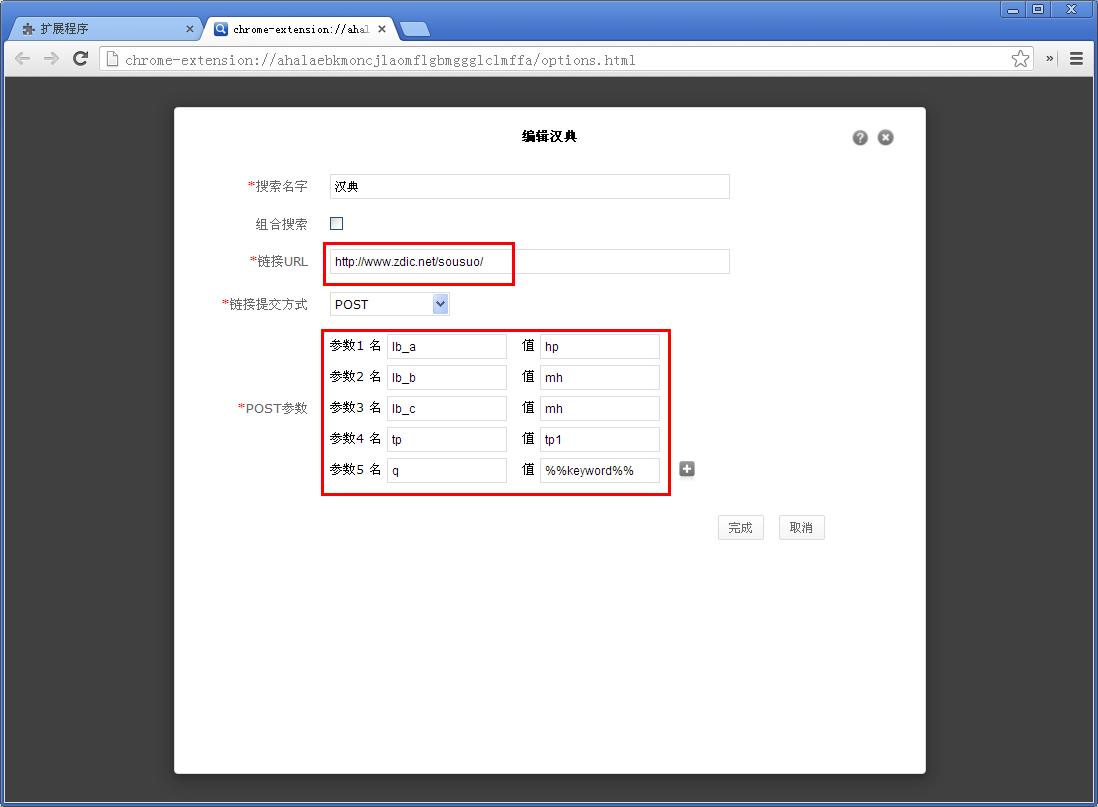 扩展程序
chrome-extension://ahal
chrome-extension://ahalaebkmoncjlaomflgbmggglclmffa/options.html
»
编辑汉典
*搜索名字 汉典
组合搜索
*链接URL http://www.zdic.net/sousuo/
*链接提交方式 POST
参数1 名 lb_a 值 hp
参数2 名 lb_b 值 mh
*POST参数 参数3 名 lb_c 值 mh
参数4 名 tp 值 tp1
参数5 名 q 值 %%keyword%%
完成 取消